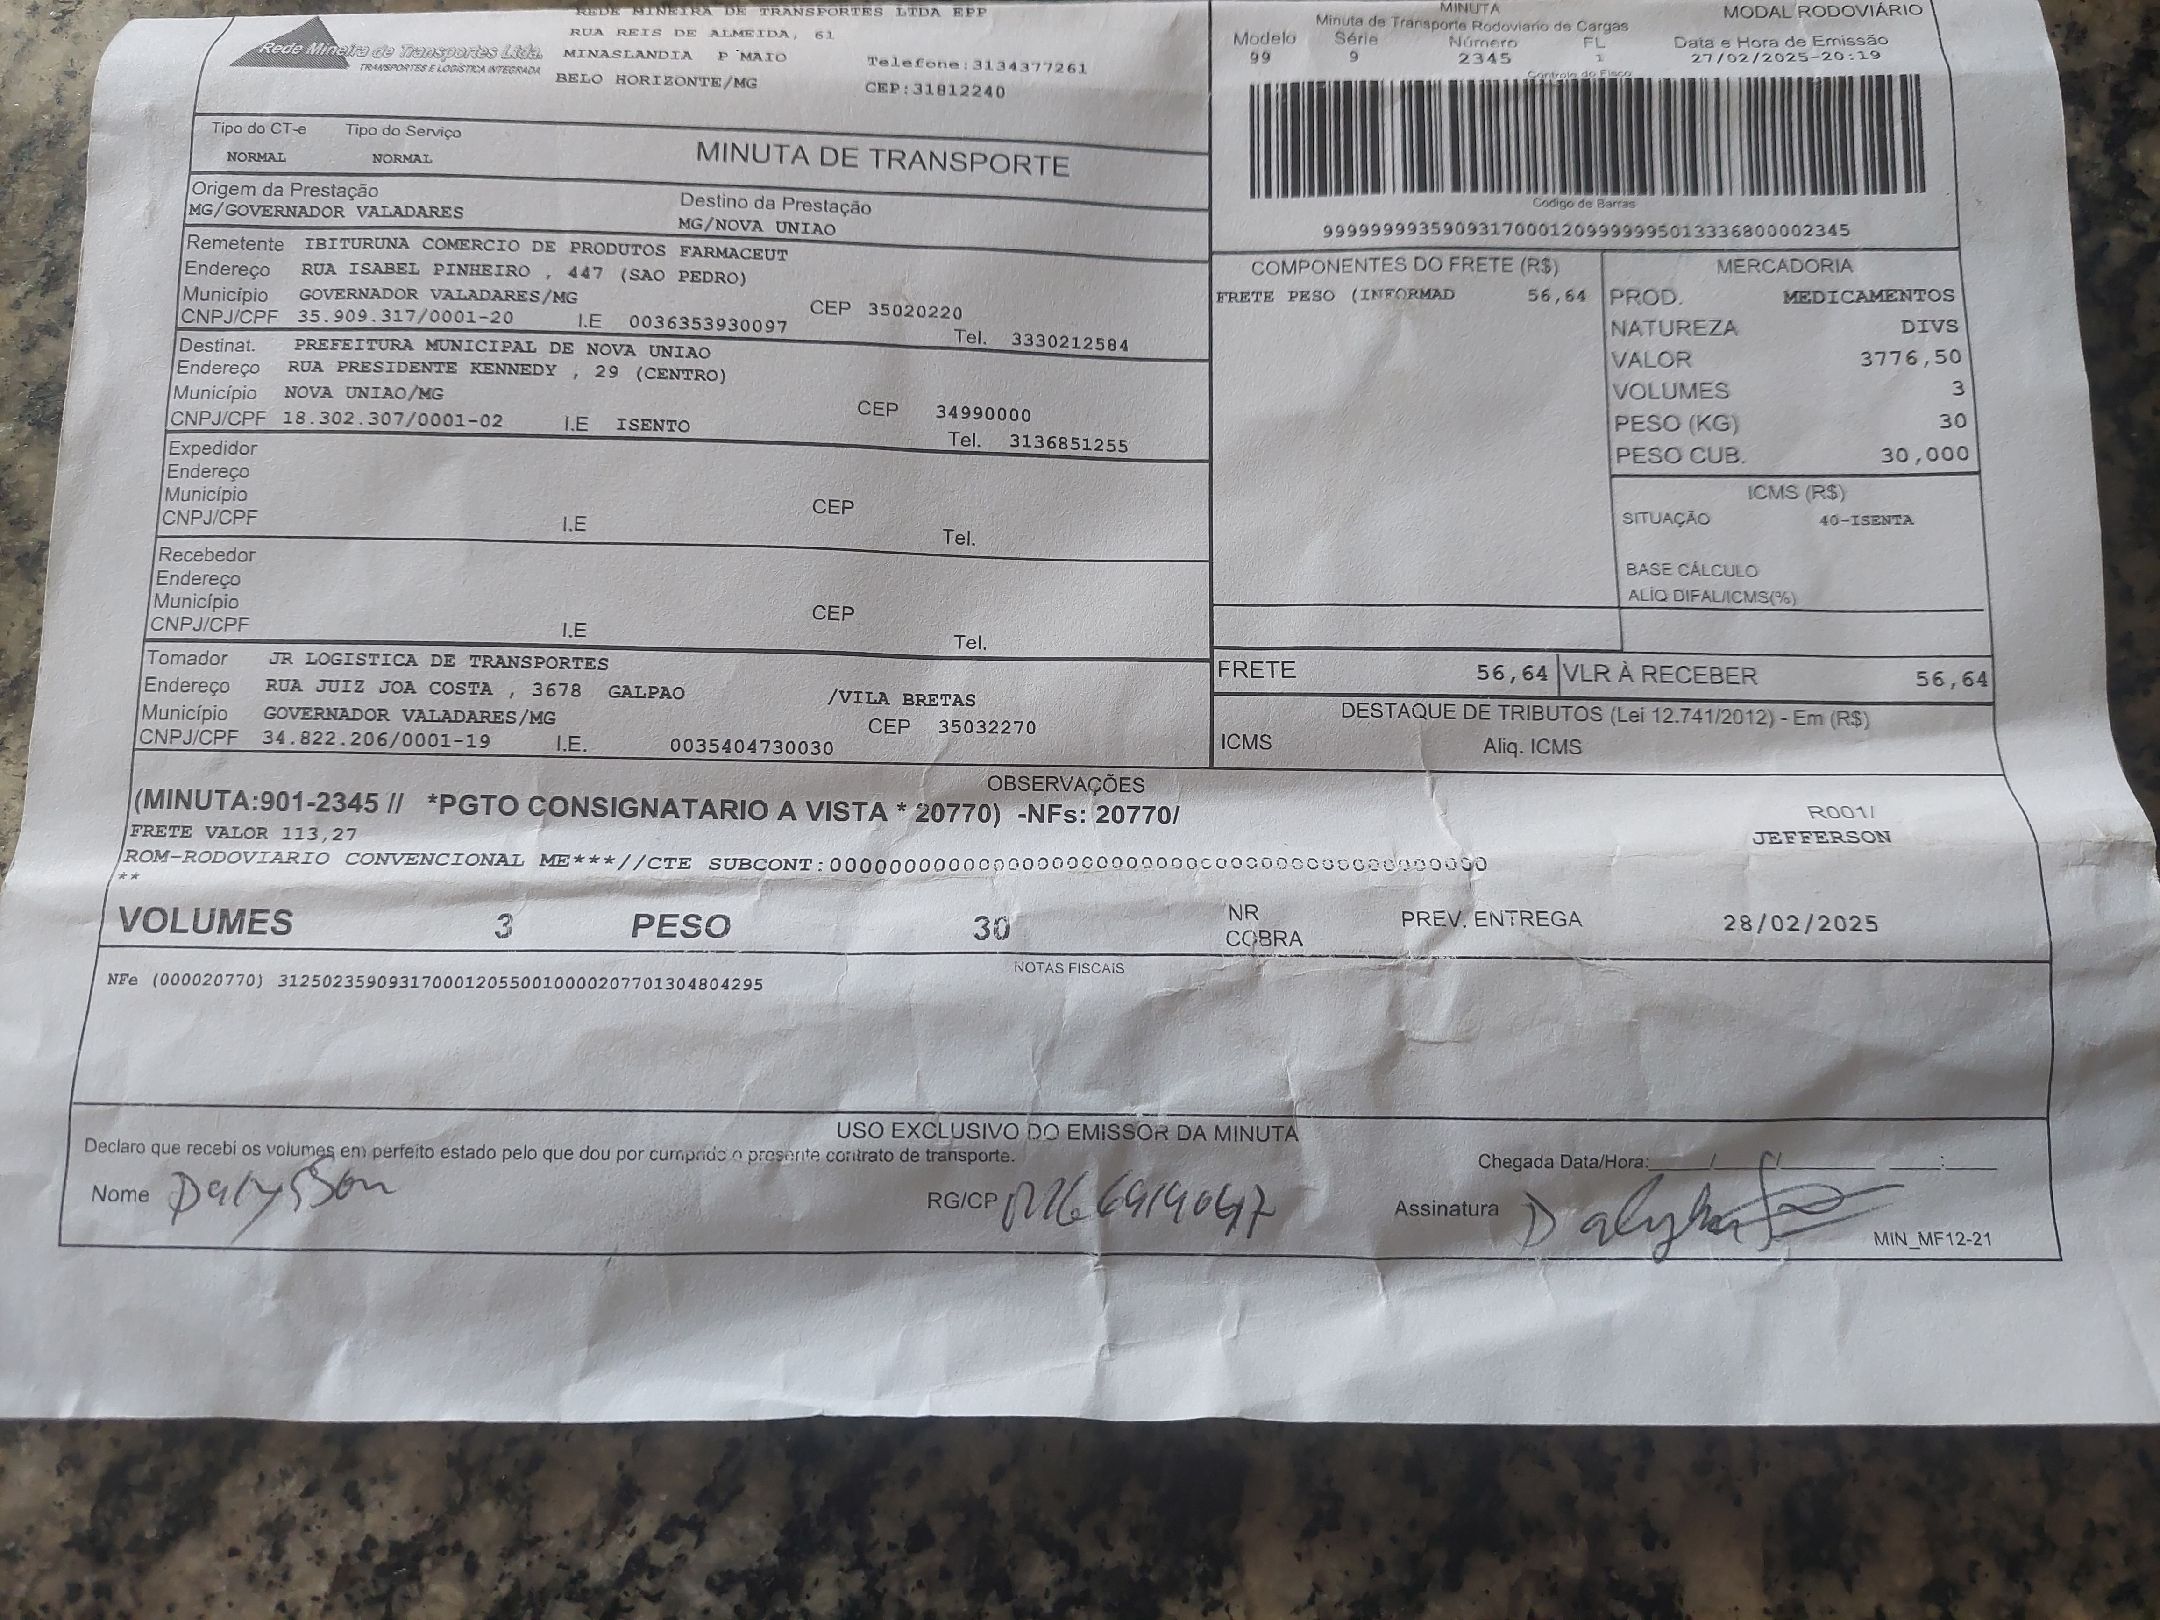 Rede Mineira de Transportes Ltda.
TRANSPORTES E LOGÍSTICA INTEGRADA
REDE MINEIRA DE TRANSPORTES LTDA EPP
RUA REIS DE ALMEIDA, 61
MINASLANDIA P MAIO
BELO HORIZONTE/MG
Telefone:3134377261
CEP:31812240
MINUTA
Minuta de Transporte Rodoviario de Cargas
MODAL RODOVIÁRIO
Modelo Série Número FL Data e Hora de Emissão
99 9 2345 1 27/02/2025-20:19
Controle do Fisco
Codigo de Barras
999999993590931700012099999995013336800002345
Tipo do CT-e Tipo do Serviço
NORMAL NORMAL
MINUTA DE TRANSPORTE
Origem da Prestação Destino da Prestação
MG/GOVERNADOR VALADARES MG/NOVA UNIAO
Remetente IBITURUNA COMERCIO DE PRODUTOS FARMACEUT
Endereço RUA ISABEL PINHEIRO , 447 (SAO PEDRO)
Município GOVERNADOR VALADARES/MG CEP 35020220
CNPJ/CPF 35.909.317/0001-20 I.E 0036353930097 Tel. 3330212584
Destinat. PREFEITURA MUNICIPAL DE NOVA UNIAO
Endereço RUA PRESIDENTE KENNEDY , 29 (CENTRO)
Município NOVA UNIAO/MG CEP 34990000
CNPJ/CPF 18.302.307/0001-02 I.E ISENTO Tel. 3136851255
Expedidor
Endereço
Município CEP
CNPJ/CPF I.E Tel.
Recebedor
Endereço
Município CEP
CNPJ/CPF I.E Tel.
Tomador JR LOGISTICA DE TRANSPORTES
Endereço RUA JUIZ JOA COSTA , 3678 GALPAO /VILA BRETAS
Município GOVERNADOR VALADARES/MG CEP 35032270
CNPJ/CPF 34.822.206/0001-19 I.E. 0035404730030
COMPONENTES DO FRETE (R$)
FRETE PESO (INFORMAD 56,64
MERCADORIA
PROD. MEDICAMENTOS
NATUREZA DIVS
VALOR 3776,50
VOLUMES 3
PESO (KG) 30
PESO CUB. 30,000
ICMS (R$)
SITUAÇÃO 40-ISENTA
BASE CÁLCULO
ALÍQ DIFAL/ICMS(%)
FRETE 56,64 VLR À RECEBER 56,64
DESTAQUE DE TRIBUTOS (Lei 12.741/2012) - Em (R$)
ICMS Aliq. ICMS
OBSERVAÇÕES
(MINUTA:901-2345 // *PGTO CONSIGNATARIO A VISTA * 20770) -NFs: 20770/
R001/
FRETE VALOR 113,27
JEFFERSON
ROM-RODOVIARIO CONVENCIONAL ME***//CTE SUBCONT:00000000000000000000000000000000000000000000
**
VOLUMES 3 PESO 30 NR COBRA PREV. ENTREGA 28/02/2025
NOTAS FISCAIS
NFe (000020770) 31250235909317000120550010000207701304804295
USO EXCLUSIVO DO EMISSOR DA MINUTA
Declaro que recebi os volumes em perfeito estado pelo que dou por cumprido o presente contrato de transporte.
Chegada Data/Hora:____/____/____ ___:___
Nome Dalysson RG/CP Assinatura
MIN_MF12-21